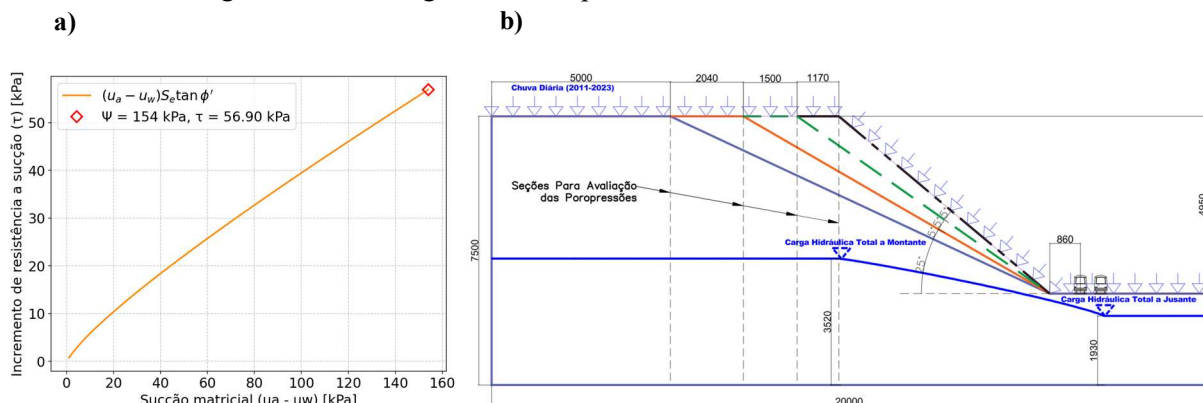 a)
b)
Incremento de resistência a sucção (τ) [kPa]
50
40
30
20
10
0
(uₐ − u_w)Sₑtan ϕ′
Ψ = 154 kPa, τ = 56.90 kPa
0 20 40 60 80 100 120 140 160
Sucção matricial (ua - uw) [kPa]
5000 2040 1500 1170
Chuva Diária (2011-2023)
Seções Para Avaliação
das Poropressões
Carga Hidráulica Total a Montante
25°
860
4950
7500
Carga Hidráulica Total a Jusante
3520
1930
20000